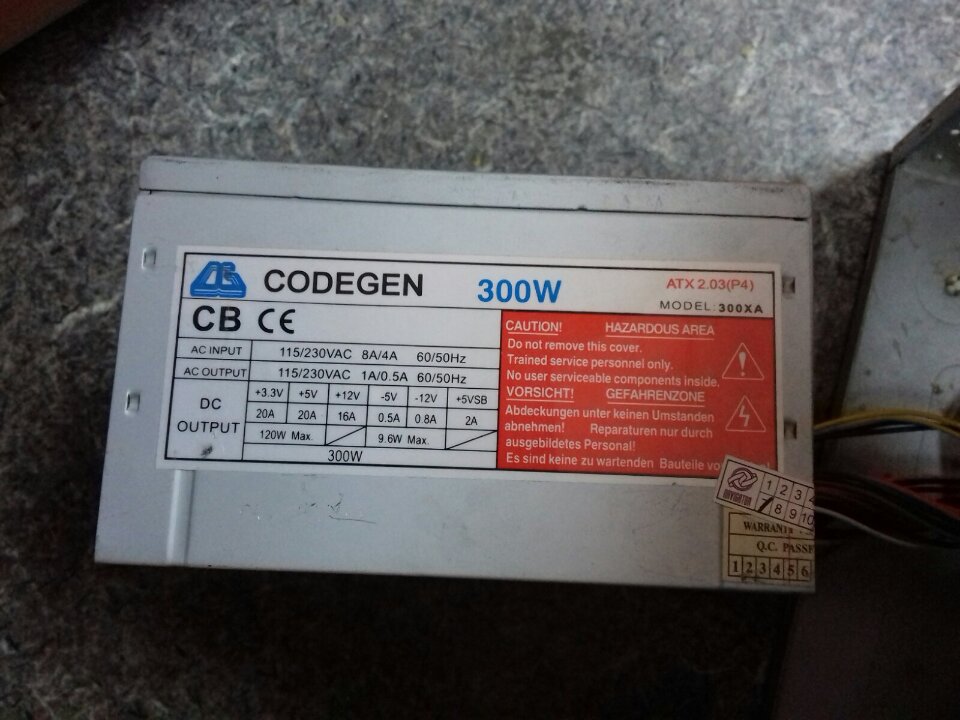 CODEGEN 300W ATX 2.03(P4)
MODEL: 300XA
CB CE
AC INPUT 115/230VAC 8A/4A 60/50Hz
AC OUTPUT 115/230VAC 1A/0.5A 60/50Hz
DC OUTPUT
+3.3V +5V +12V -5V -12V +5VSB
20A 20A 16A 0.5A 0.8A 2A
120W Max. 9.6W Max.
300W
CAUTION! HAZARDOUS AREA
Do not remove this cover.
Trained service personnel only.
No user serviceable components inside.
VORSICHT! GEFAHRENZONE
Abdeckungen unter keinen Umstanden
abnehmen! Reparaturen nur durch
ausgebildetes Personal!
Es sind keine zu wartenden Bauteile
NAVIGATOR
1 2 3 4
7 8 9 10
Q.C.
1 2 3 4 5 6